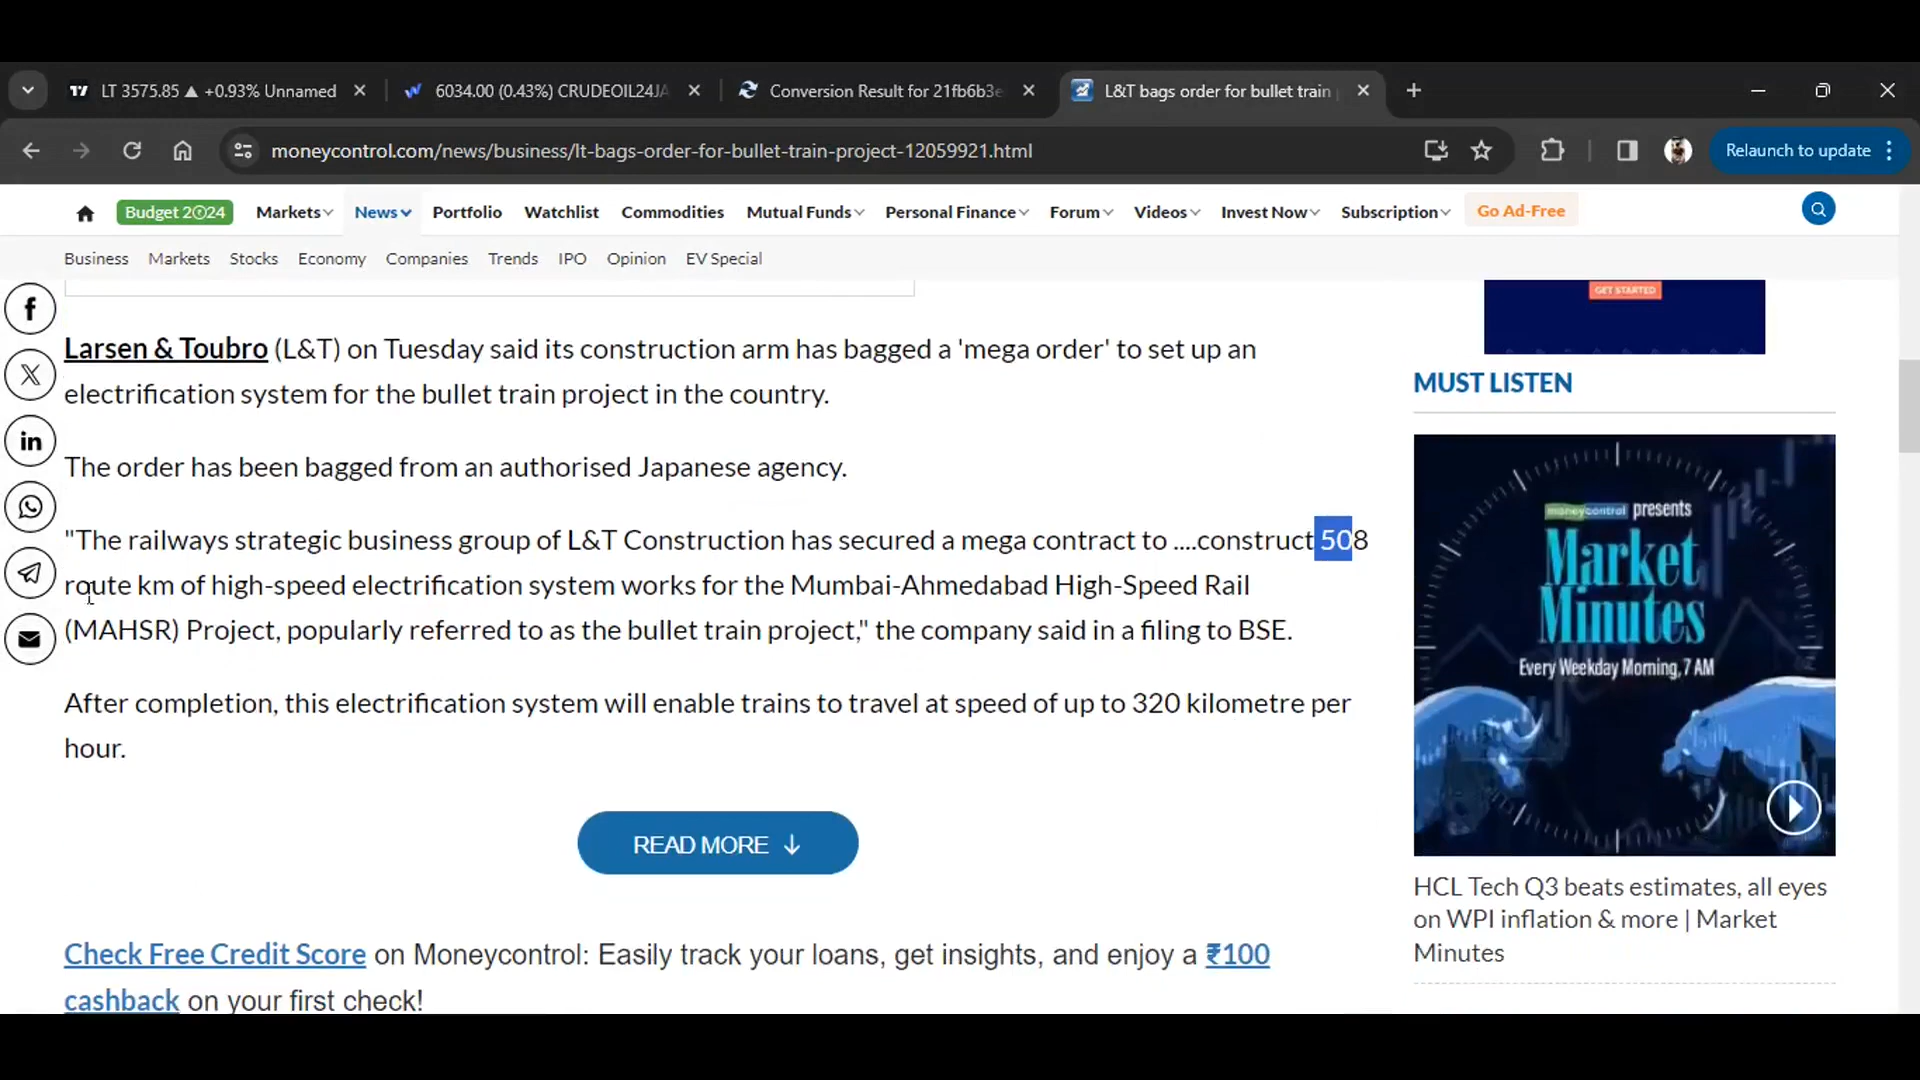 LT 3575.85 ▲ +0.93% Unnamed
6034.00 (0.43%) CRUDEOIL24JA
Conversion Result for 21fb6b3e
L&T bags order for bullet train
moneycontrol.com/news/business/lt-bags-order-for-bullet-train-project-12059921.html
Relaunch to update
Budget 2024
Markets
News
Portfolio
Watchlist
Commodities
Mutual Funds
Personal Finance
Forum
Videos
Invest Now
Subscription
Go Ad-Free
Business
Markets
Stocks
Economy
Companies
Trends
IPO
Opinion
EV Special
Larsen & Toubro (L&T) on Tuesday said its construction arm has bagged a 'mega order' to set up an
electrification system for the bullet train project in the country.
The order has been bagged from an authorised Japanese agency.
"The railways strategic business group of L&T Construction has secured a mega contract to ....construct 508
route km of high-speed electrification system works for the Mumbai-Ahmedabad High-Speed Rail
(MAHSR) Project, popularly referred to as the bullet train project," the company said in a filing to BSE.
After completion, this electrification system will enable trains to travel at speed of up to 320 kilometre per
hour.
READ MORE ↓
Check Free Credit Score on Moneycontrol: Easily track your loans, get insights, and enjoy a ₹100
cashback on your first check!
GET STARTED
MUST LISTEN
moneycontrol presents
Market
Minutes
Every Weekday Morning, 7 AM
HCL Tech Q3 beats estimates, all eyes
on WPI inflation & more | Market
Minutes